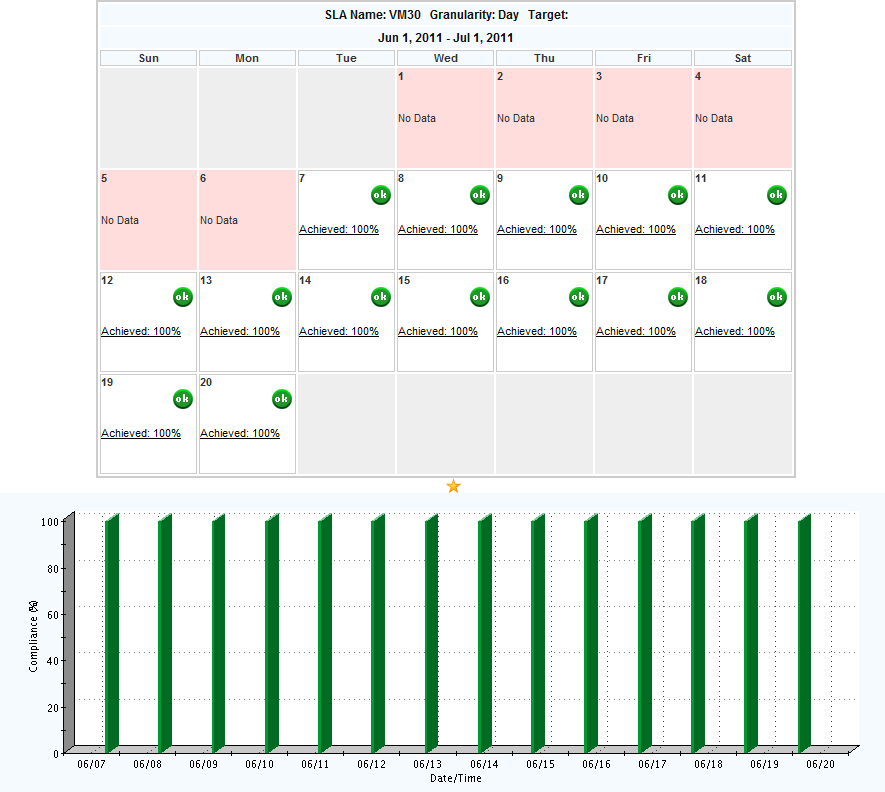 SLA Name: VM30 Granularity: Day Target:
Jun 1, 2011 - Jul 1, 2011
Sun Mon Tue Wed Thu Fri Sat
1 2 3 4
No Data No Data No Data No Data
5 6 7 8 9 10 11
ok ok ok ok ok
No Data No Data Achieved: 100% Achieved: 100% Achieved: 100% Achieved: 100% Achieved: 100%
12 13 14 15 16 17 18
ok ok ok ok ok ok ok
Achieved: 100% Achieved: 100% Achieved: 100% Achieved: 100% Achieved: 100% Achieved: 100% Achieved: 100%
19 20
ok ok
Achieved: 100% Achieved: 100%
100
80
60
40
20
0
Compliance (%)
06/07 06/08 06/09 06/10 06/11 06/12 06/13 06/14 06/15 06/16 06/17 06/18 06/19 06/20
Date/Time